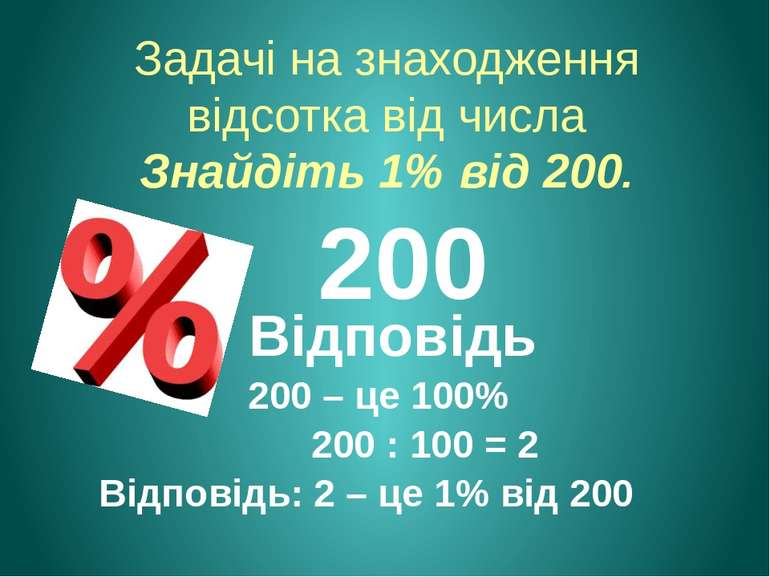 Задачі на знаходження
відсотка від числа
Знайдіть 1% від 200.
%
200
Відповідь
200 – це 100%
200 : 100 = 2
Відповідь: 2 – це 1% від 200